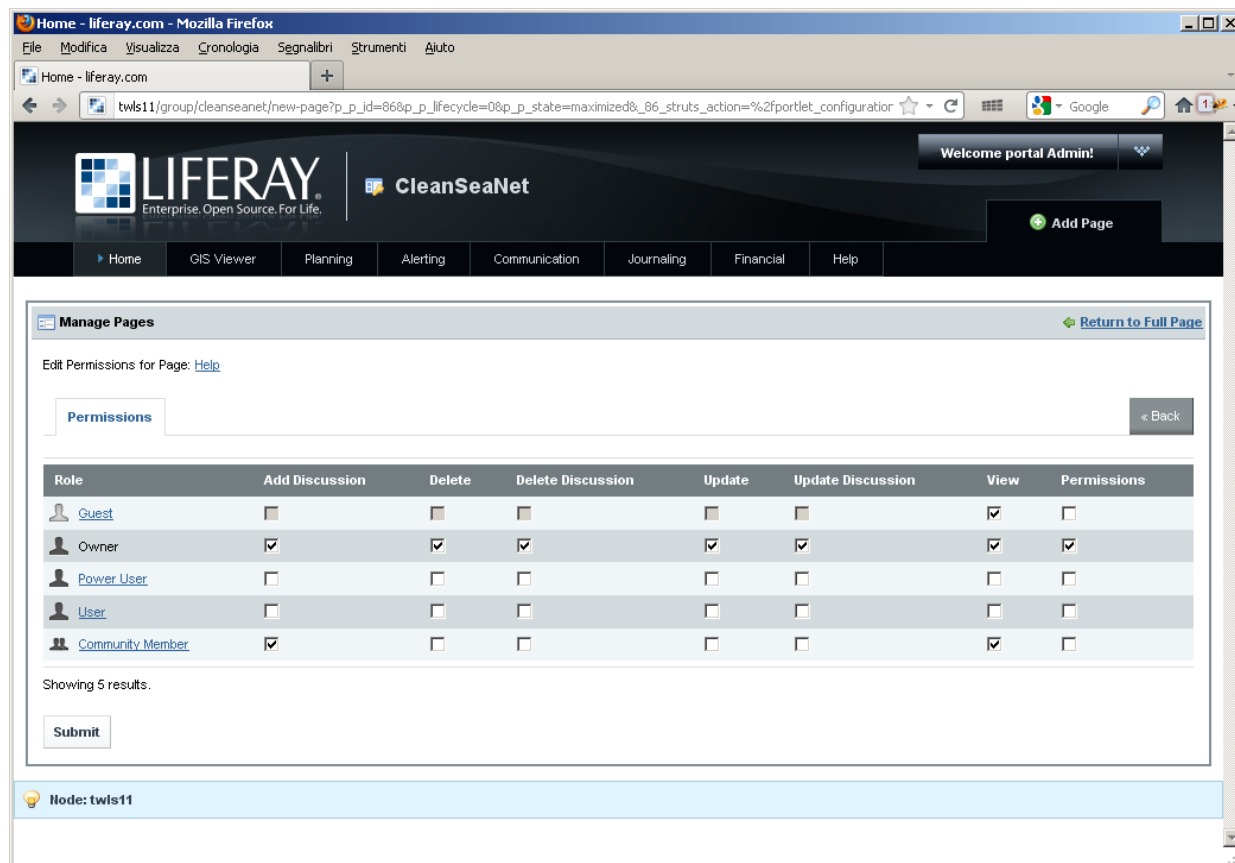 Home - liferay.com - Mozilla Firefox
File Modifica Visualizza Cronologia Segnalibri Strumenti Aiuto
Home - liferay.com +
twls11/group/cleanseanet/new-page?p_p_id=86&p_p_lifecycle=0&p_p_state=maximized&_86_struts_action=%2fportlet_configuration Google 1
Welcome portal Admin!
LIFERAY.
Enterprise. Open Source. For Life.
CleanSeaNet
Add Page
Home GIS Viewer Planning Alerting Communication Journaling Financial Help
Manage Pages Return to Full Page
Edit Permissions for Page: Help
Permissions « Back
Role Add Discussion Delete Delete Discussion Update Update Discussion View Permissions
Guest
Owner
Power User
User
Community Member
Showing 5 results.
Submit
Node: twls11